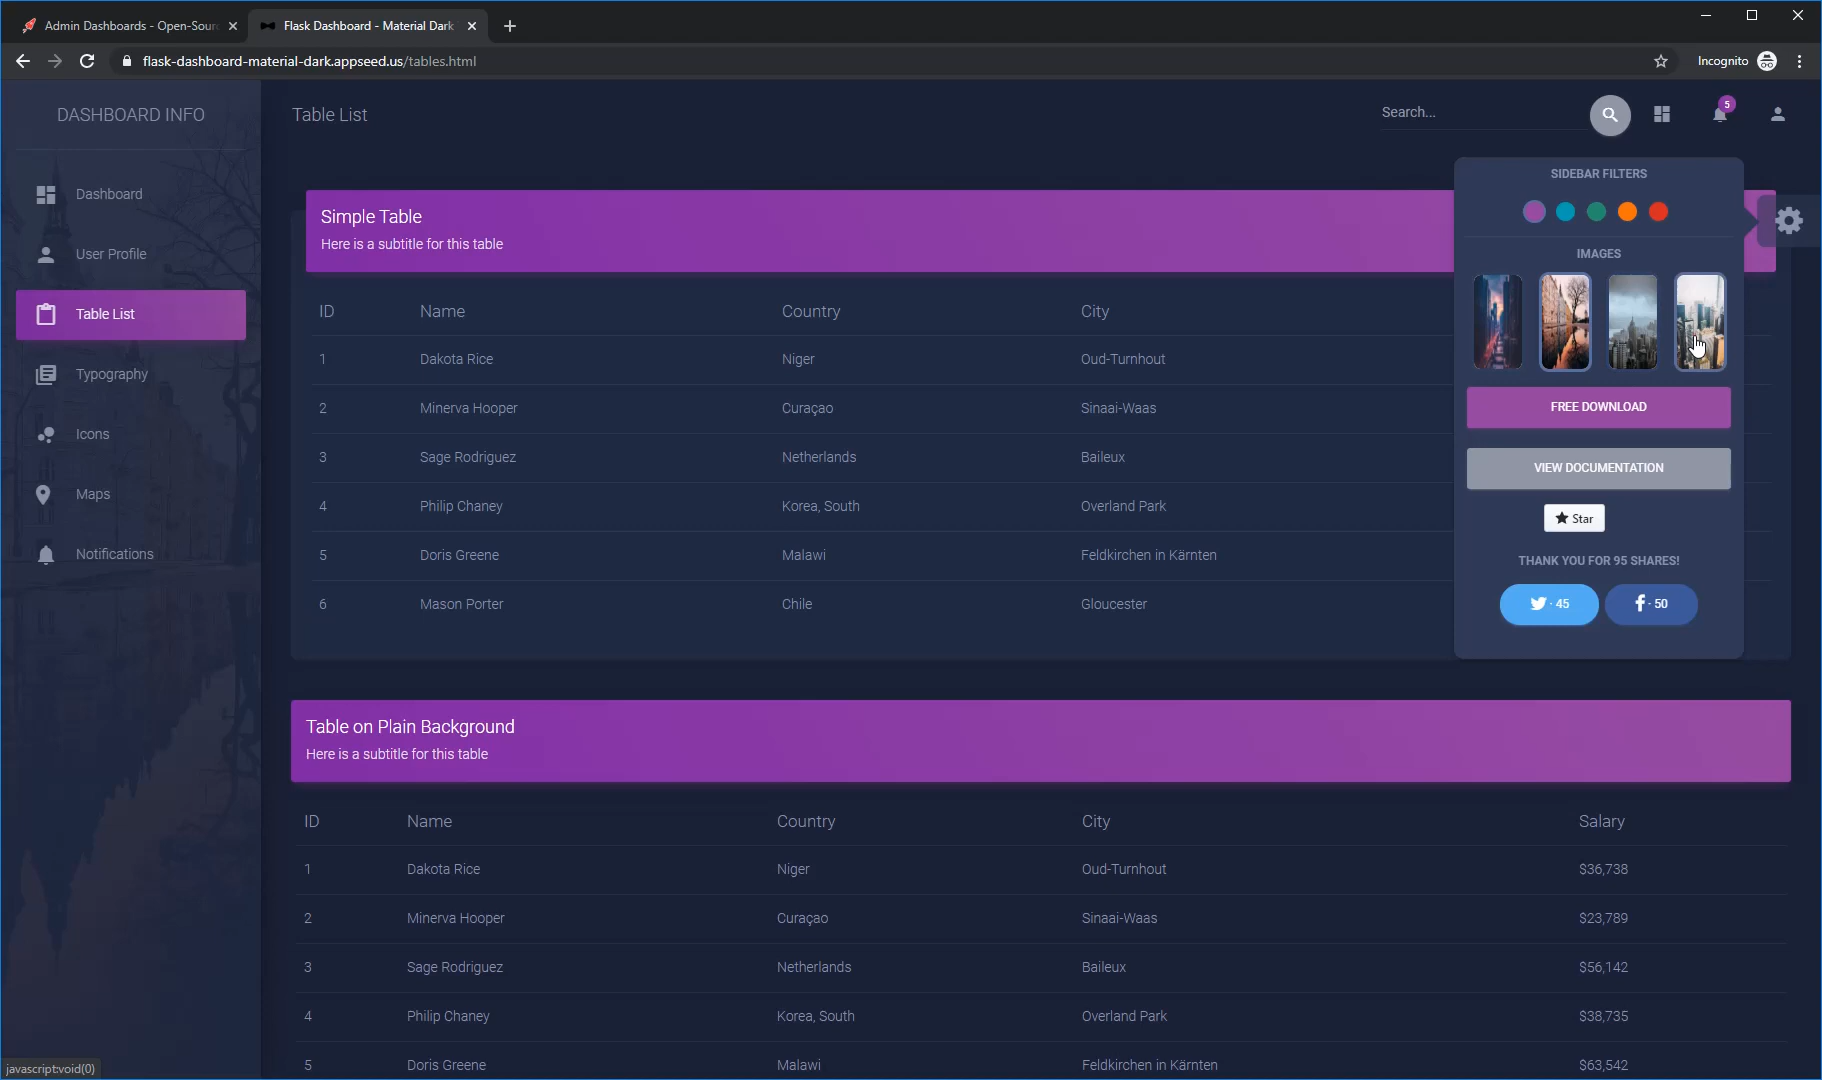 Admin Dashboards - Open-Sour
Flask Dashboard - Material Dark
flask-dashboard-material-dark.appseed.us/tables.html
Incognito
DASHBOARD INFO
Dashboard
User Profile
Table List
Typography
Icons
Maps
Notifications
Table List
Search...
5
Simple Table
Here is a subtitle for this table
ID Name Country City
1 Dakota Rice Niger Oud-Turnhout
2 Minerva Hooper Curaçao Sinaai-Waas
3 Sage Rodriguez Netherlands Baileux
4 Philip Chaney Korea, South Overland Park
5 Doris Greene Malawi Feldkirchen in Kärnten
6 Mason Porter Chile Gloucester
SIDEBAR FILTERS
IMAGES
FREE DOWNLOAD
VIEW DOCUMENTATION
Star
THANK YOU FOR 95 SHARES!
· 45
· 50
Table on Plain Background
Here is a subtitle for this table
ID Name Country City Salary
1 Dakota Rice Niger Oud-Turnhout $36,738
2 Minerva Hooper Curaçao Sinaai-Waas $23,789
3 Sage Rodriguez Netherlands Baileux $56,142
4 Philip Chaney Korea, South Overland Park $38,735
5 Doris Greene Malawi Feldkirchen in Kärnten $63,542
javascript:void(0)